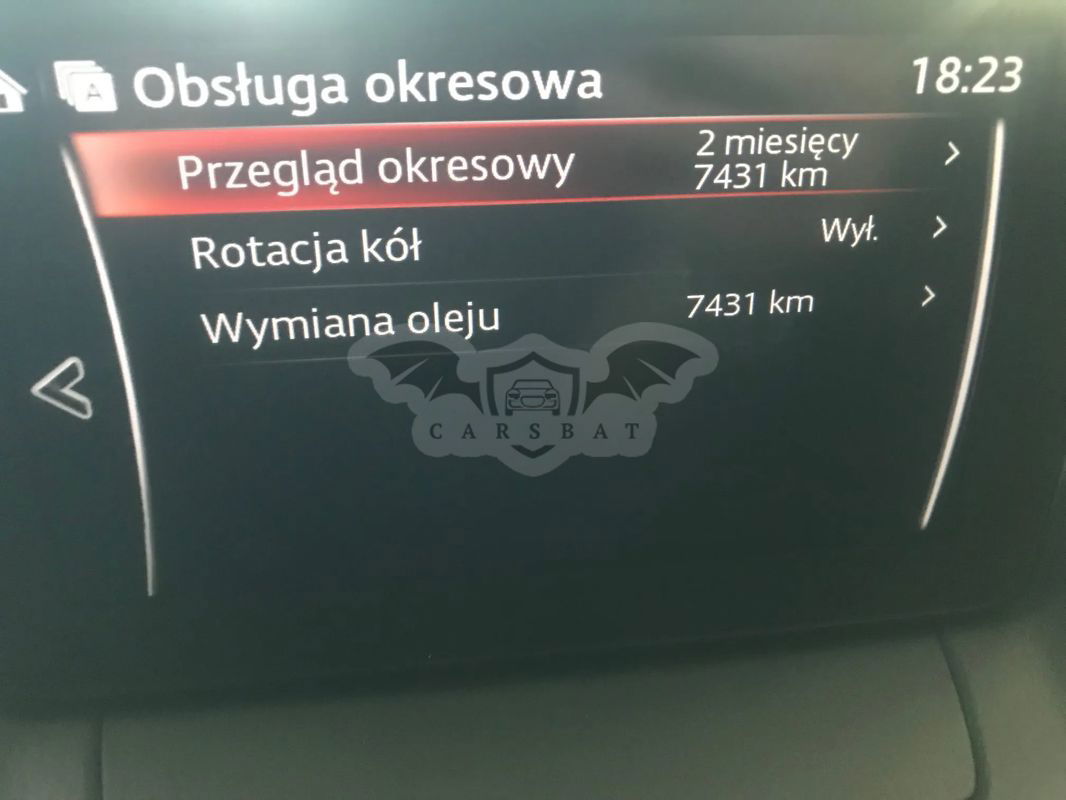 A Obsługa okresowa 18:23
Przegląd okresowy 2 miesięcy
7431 km
Rotacja kół Wył.
Wymiana oleju 7431 km
CARSBAT